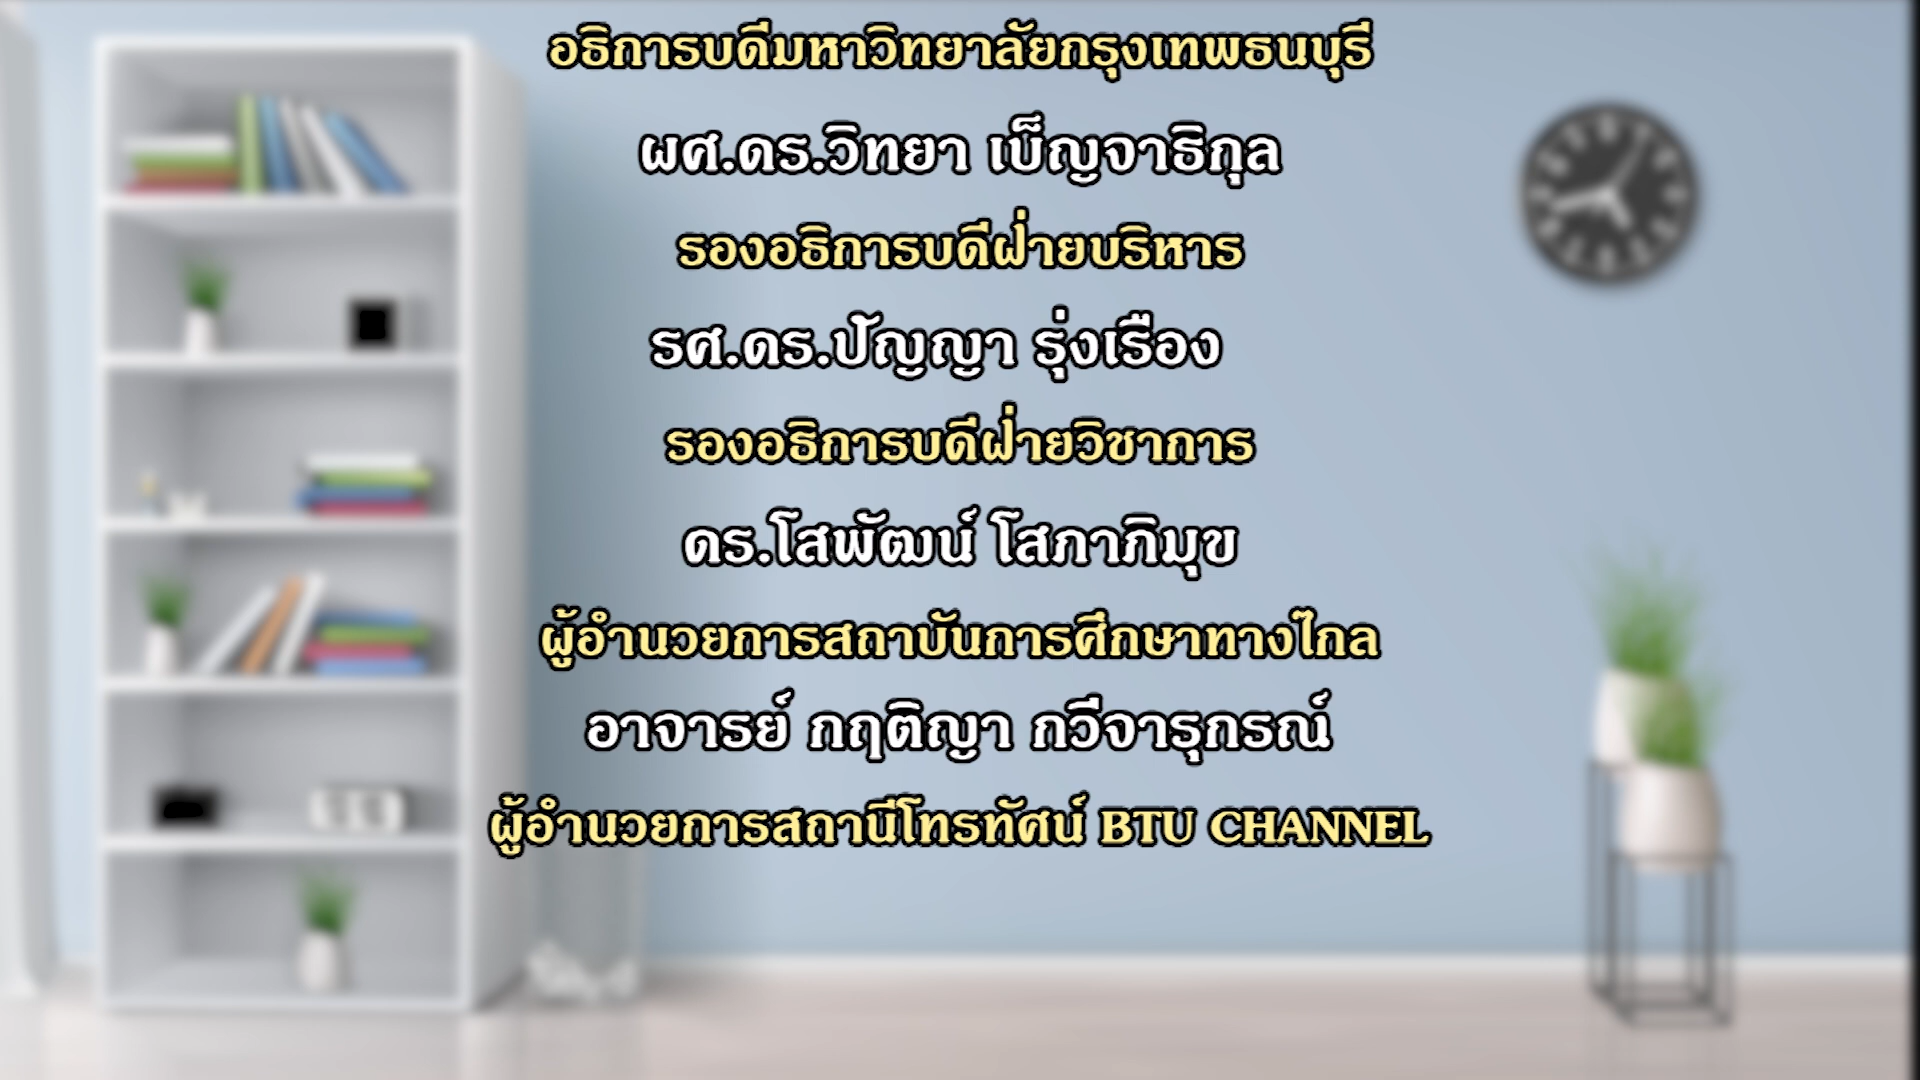 อธิการบดีมหาวิทยาลัยกรุงเทพธนบุรี
ผศ.ดร.วิทยา เบ็ญจาธิกุล
รองอธิการบดีฝ่ายบริหาร
รศ.ดร.ปัญญา รุ่งเรือง
รองอธิการบดีฝ่ายวิชาการ
ดร.โสพัฒน์ โสภาภิมุข
ผู้อำนวยการสถาบันการศึกษาทางไกล
อาจารย์ กฤติญา กวีจารุกรณ์
ผู้อำนวยการสถานีโทรทัศน์ BTU CHANNEL